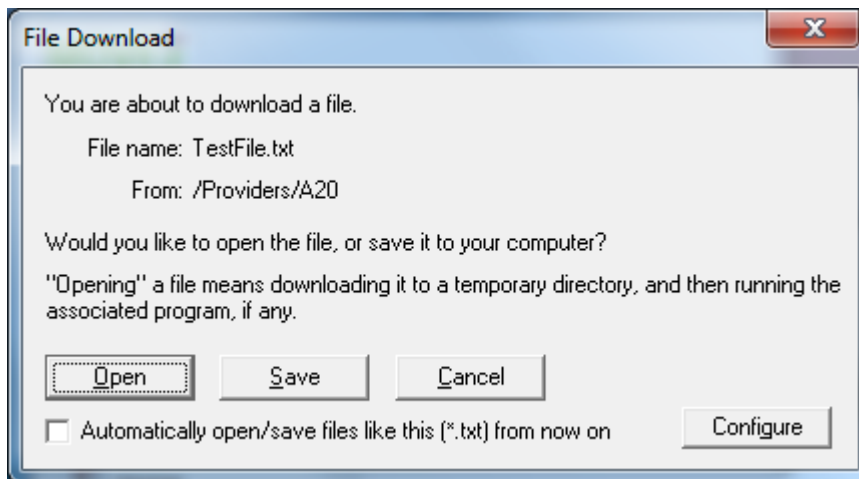 File Download
You are about to download a file.
File name: TestFile.txt
From: /Providers/A20
Would you like to open the file, or save it to your computer?
"Opening" a file means downloading it to a temporary directory, and then running the
associated program, if any.
Open Save Cancel
Automatically open/save files like this (*.txt) from now on Configure